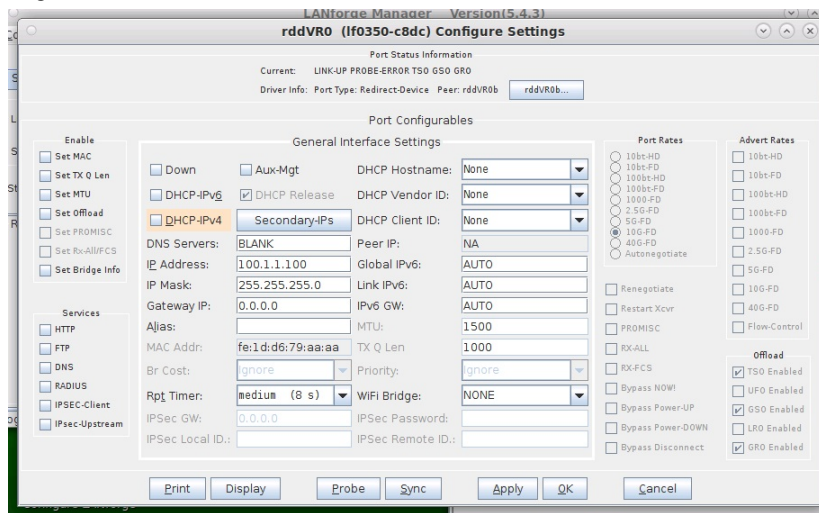 LANforge Manager Version(5.4.3)
rddVR0 (lf0350-c8dc) Configure Settings
Port Status Information
Current: LINK-UP PROBE-ERROR TSO GSO GRO
Driver Info: Port Type: Redirect-Device Peer: rddVR0b rddVR0b...
Port Configurables
Enable
Set MAC
Set TX Q Len
Set MTU
Set Offload
Set PROMISC
Set Rx-All/FCS
Set Bridge Info
Services
HTTP
FTP
DNS
RADIUS
IPSEC-Client
IPsec-Upstream
General Interface Settings
Down Aux-Mgt DHCP Hostname: None
DHCP-IPv6 DHCP Release DHCP Vendor ID: None
DHCP-IPv4 Secondary-IPs DHCP Client ID: None
DNS Servers: BLANK Peer IP: NA
IP Address: 100.1.1.100 Global IPv6: AUTO
IP Mask: 255.255.255.0 Link IPv6: AUTO
Gateway IP: 0.0.0.0 IPv6 GW: AUTO
Alias: MTU: 1500
MAC Addr: fe:1d:d6:79:aa:aa TX Q Len 1000
Br Cost: Ignore Priority: Ignore
Rpt Timer: medium (8 s) WiFi Bridge: NONE
IPSec GW: 0.0.0.0 IPSec Password:
IPSec Local ID.: IPSec Remote ID.:
Port Rates
10bt-HD
10bt-FD
100bt-HD
100bt-FD
1000-FD
2.5G-FD
5G-FD
10G-FD
40G-FD
Autonegotiate
Renegotiate
Restart Xcvr
PROMISC
RX-ALL
RX-FCS
Bypass NOW!
Bypass Power-UP
Bypass Power-DOWN
Bypass Disconnect
Advert Rates
10bt-HD
10bt-FD
100bt-HD
100bt-FD
1000-FD
2.5G-FD
5G-FD
10G-FD
40G-FD
Flow-Control
Offload
TSO Enabled
UFO Enabled
GSO Enabled
LRO Enabled
GRO Enabled
Print Display Probe Sync Apply OK Cancel